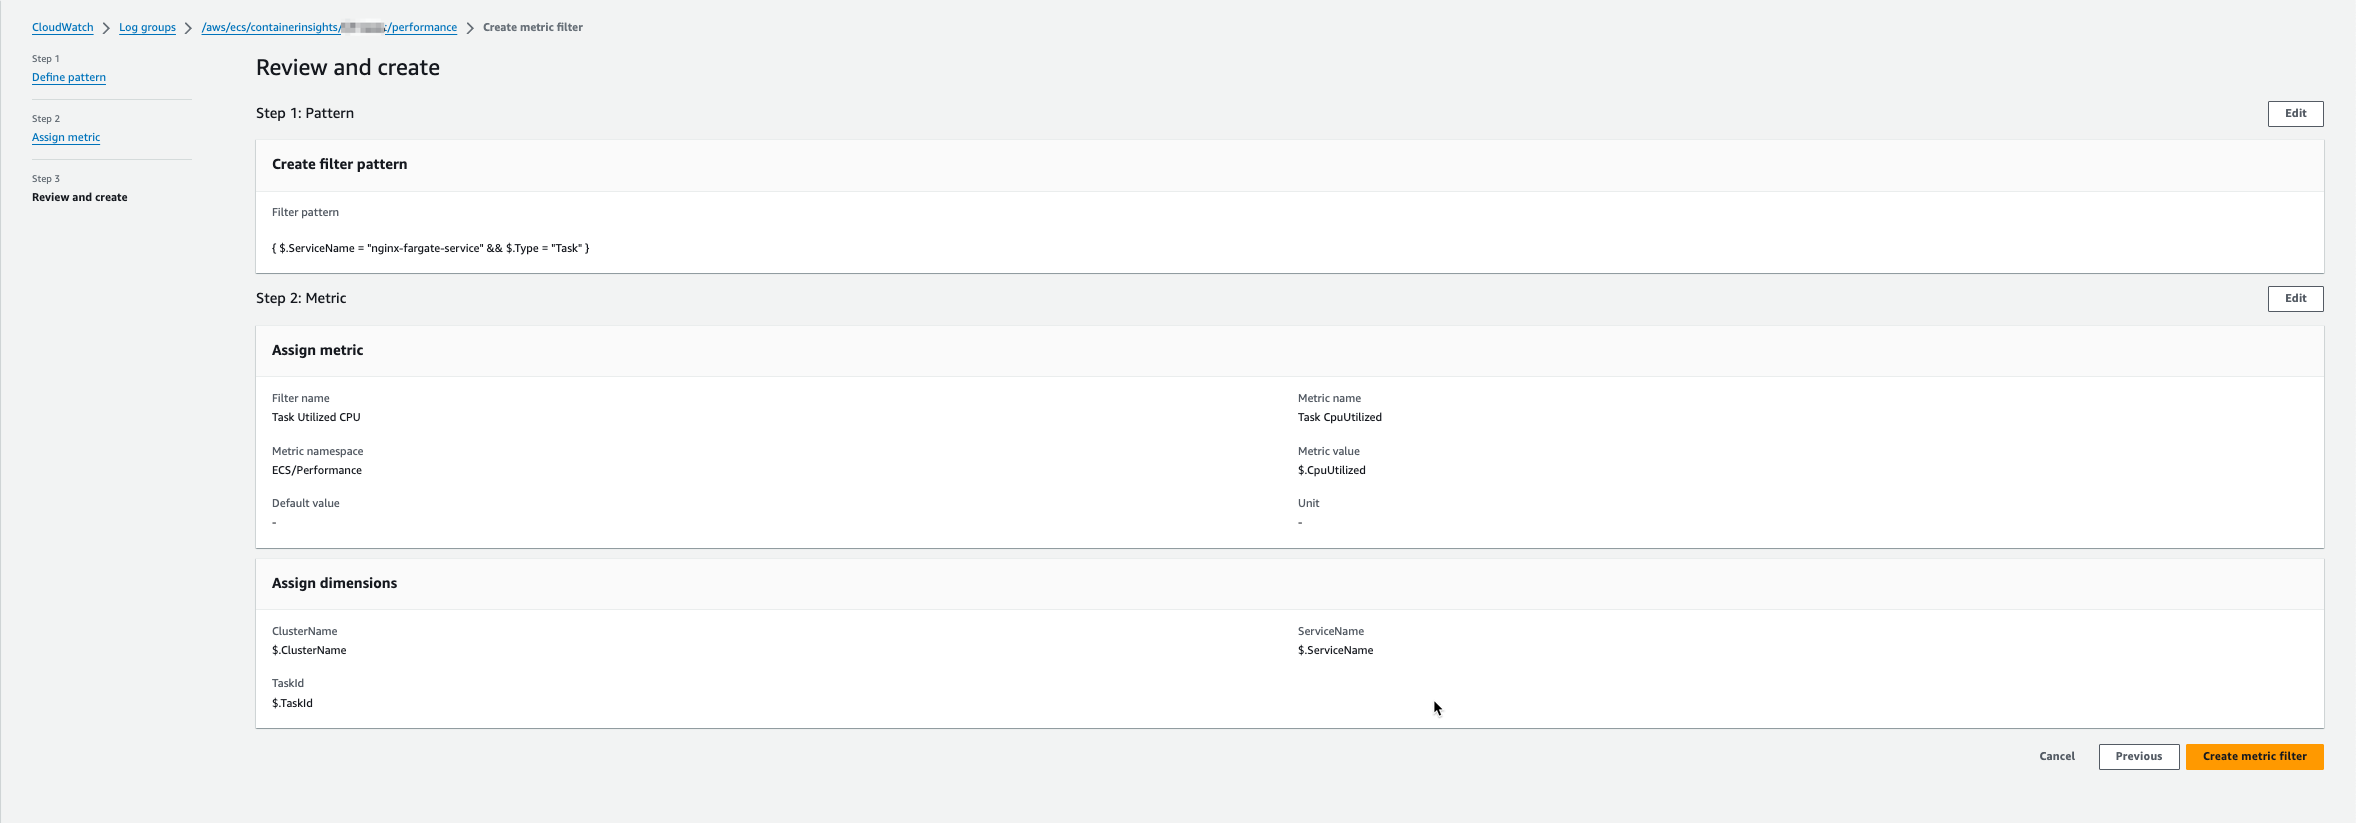 CloudWatch > Log groups > /aws/ecs/containerinsights/ /performance > Create metric filter
Step 1
Define pattern
Step 2
Assign metric
Step 3
Review and create
Review and create
Step 1: Pattern
Edit
Create filter pattern
Filter pattern
{ $.ServiceName = "nginx-fargate-service" && $.Type = "Task" }
Step 2: Metric
Edit
Assign metric
Filter name
Task Utilized CPU
Metric name
Task CpuUtilized
Metric namespace
ECS/Performance
Metric value
$.CpuUtilized
Default value
-
Unit
-
Assign dimensions
ClusterName
$.ClusterName
ServiceName
$.ServiceName
TaskId
$.TaskId
Cancel
Previous
Create metric filter